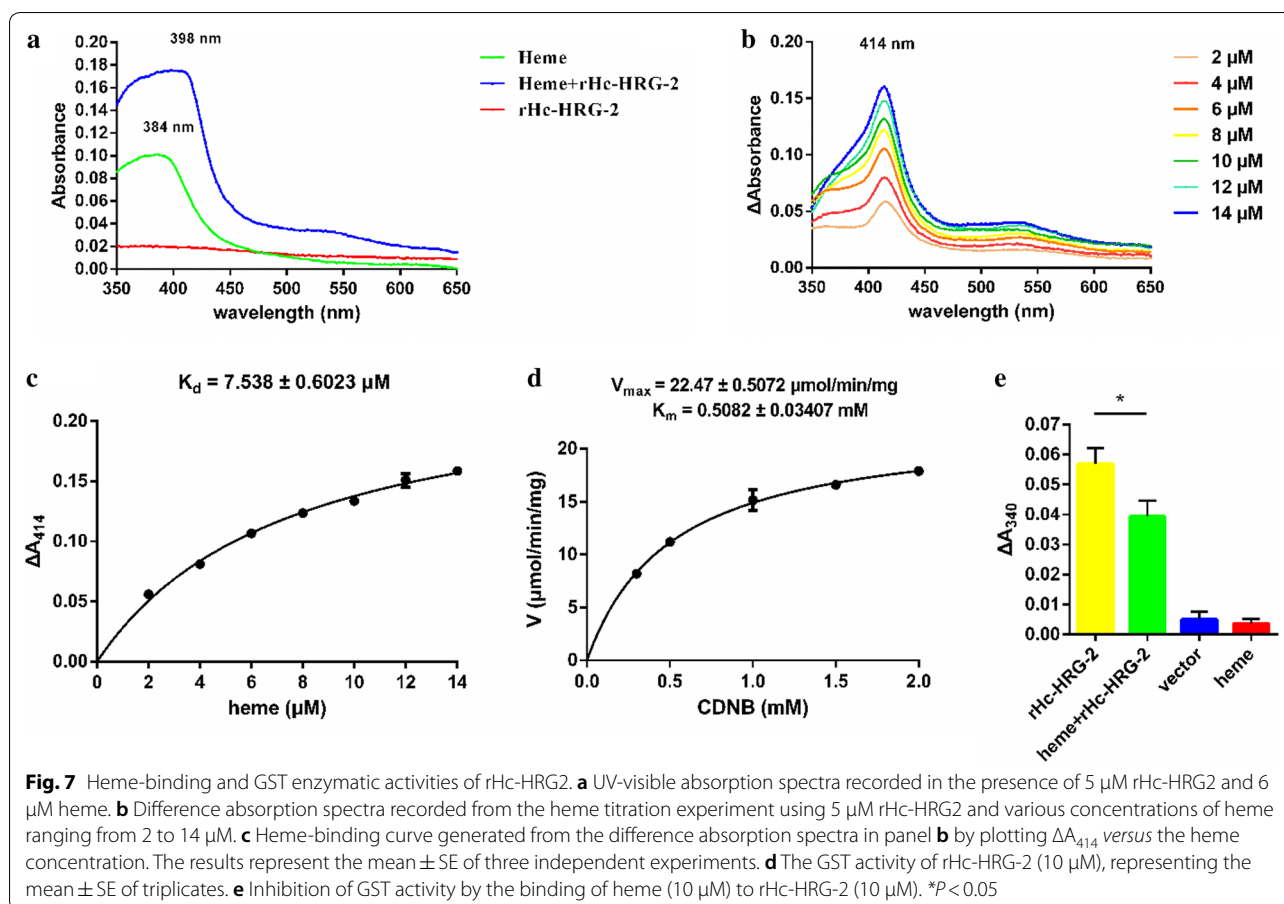 a
398 nm
384 nm
Absorbance
0.20
0.18
0.16
0.14
0.12
0.10
0.08
0.06
0.04
0.02
0.00
350 400 450 500 550 600 650
wavelength (nm)
Heme
Heme+rHc-HRG-2
rHc-HRG-2
b
414 nm
ΔAbsorbance
0.20
0.15
0.10
0.05
0.00
350 400 450 500 550 600 650
wavelength (nm)
2 µM
4 µM
6 µM
8 µM
10 µM
12 µM
14 µM
c
Kd = 7.538 ± 0.6023 µM
ΔA414
0.20
0.15
0.10
0.05
0.00
0 2 4 6 8 10 12 14
heme (µM)
d
Vmax = 22.47 ± 0.5072 µmol/min/mg
Km = 0.5082 ± 0.03407 mM
V (µmol/min/mg)
20
15
10
5
0
0.0 0.5 1.0 1.5 2.0
CDNB (mM)
e
*
ΔA340
0.07
0.06
0.05
0.04
0.03
0.02
0.01
0.00
rHc-HRG-2
heme+rHc-HRG-2
vector
heme
Fig. 7 Heme-binding and GST enzymatic activities of rHc-HRG2. a UV-visible absorption spectra recorded in the presence of 5 µM rHc-HRG2 and 6
µM heme. b Difference absorption spectra recorded from the heme titration experiment using 5 µM rHc-HRG2 and various concentrations of heme
ranging from 2 to 14 µM. c Heme-binding curve generated from the difference absorption spectra in panel b by plotting ΔA414 versus the heme
concentration. The results represent the mean ± SE of three independent experiments. d The GST activity of rHc-HRG-2 (10 µM), representing the
mean ± SE of triplicates. e Inhibition of GST activity by the binding of heme (10 µM) to rHc-HRG-2 (10 µM). *P < 0.05